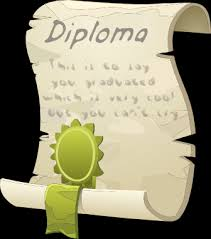 Diploma
This is to say
you graduated
which is very cool
but you can't cry